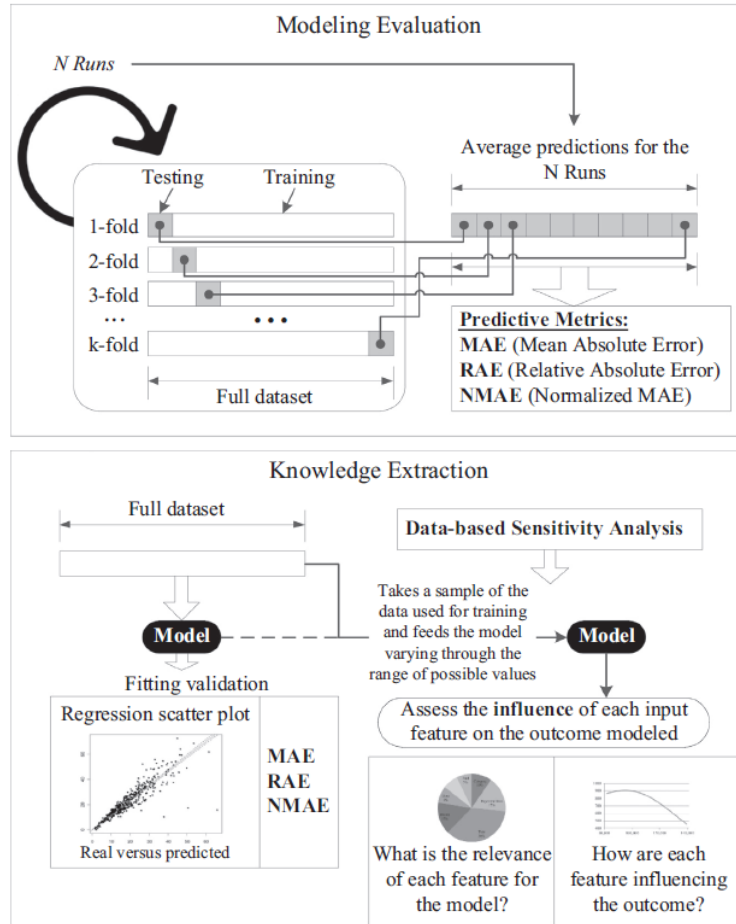 Modeling Evaluation
N Runs
Average predictions for the
N Runs
Testing
Training
1-fold
2-fold
3-fold
...
• • •
k-fold
Full dataset
Predictive Metrics:
MAE (Mean Absolute Error)
RAE (Relative Absolute Error)
NMAE (Normalized MAE)
Knowledge Extraction
Full dataset
Data-based Sensitivity Analysis
Takes a sample of the
data used for training
and feeds the model
varying through the
range of possible values
Model
Model
Fitting validation
Regression scatter plot
MAE
RAE
NMAE
Real versus predicted
Assess the influence of each input
feature on the outcome modeled
What is the relevance
of each feature for
the model?
How are each
feature influencing
the outcome?